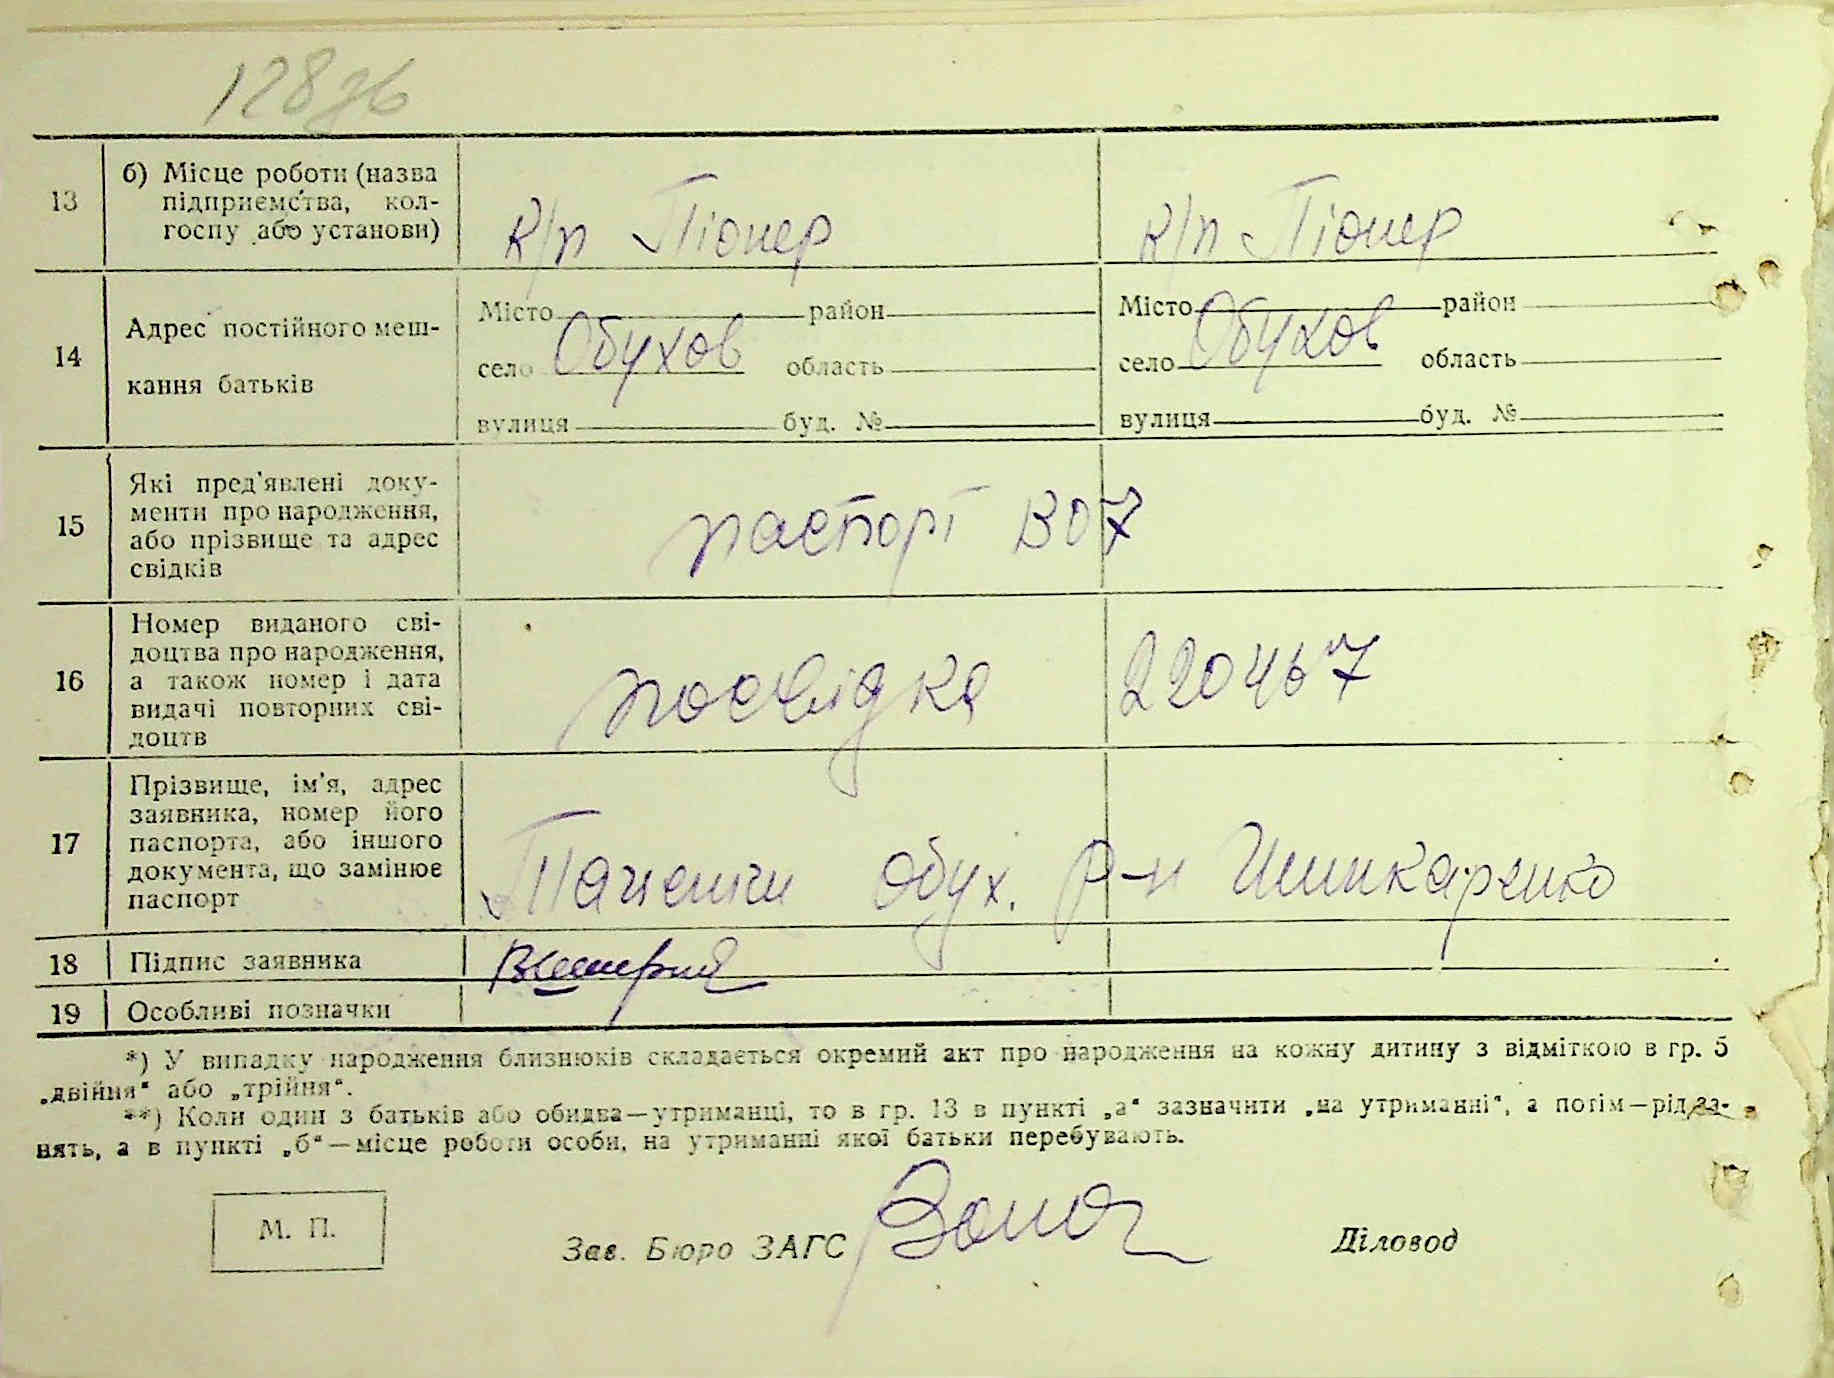 128зв
13 б) Місце роботи (назва
підприємства, кол-
госпу або установи)
к/п Піонер к/п Піонер
14 Адрес постійного меш-
кання батьків
Місто район Місто район
село Обухов область село Обухов область
вулиця буд. № вулиця буд. №
15 Які пред'явлені доку-
менти про народження,
або прізвище та адрес
свідків
паспорт ВО7
16 Номер виданого сві-
доцтва про народження,
а також номер і дата
видачі повторних сві-
доцтв
посвідка 220467
17 Прізвище, ім'я, адрес
заявника, номер його
паспорта, або іншого
документа, що замінює
паспорт
обух. р-н Шинкаренко
18 Підпис заявника
19 Особливі позначки
*) У випадку народження близнюків складається окремий акт про народження на кожну дитину з відміткою в гр. 5
„двійня“ або „трійня“.
**) Коли один з батьків або обидва—утриманці, то в гр. 13 в пункті „а“ зазначити „на утриманні“, а потім—рід за-
нять, а в пункті „б“—місце роботи особи, на утриманні якої батьки перебувають.
М. П.
Зав. Бюро ЗАГС Діловод